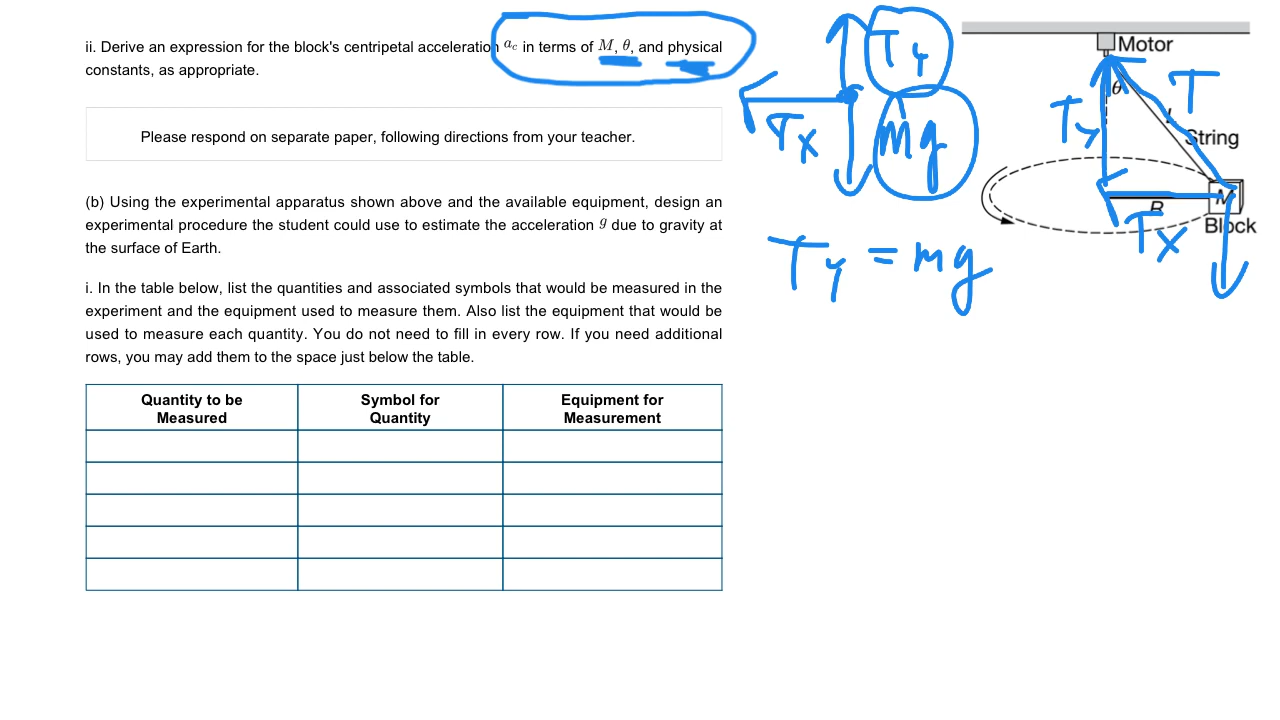 ii. Derive an expression for the block's centripetal acceleration a_c in terms of M, θ, and physical
constants, as appropriate.
Please respond on separate paper, following directions from your teacher.
(b) Using the experimental apparatus shown above and the available equipment, design an
experimental procedure the student could use to estimate the acceleration g due to gravity at
the surface of Earth.
i. In the table below, list the quantities and associated symbols that would be measured in the
experiment and the equipment used to measure them. Also list the equipment that would be
used to measure each quantity. You do not need to fill in every row. If you need additional
rows, you may add them to the space just below the table.
Quantity to be
Measured
Symbol for
Quantity
Equipment for
Measurement
Ty
Tx
mg
Ty = mg
Motor
θ
T
Ty
L
String
M
R
Block
Tx